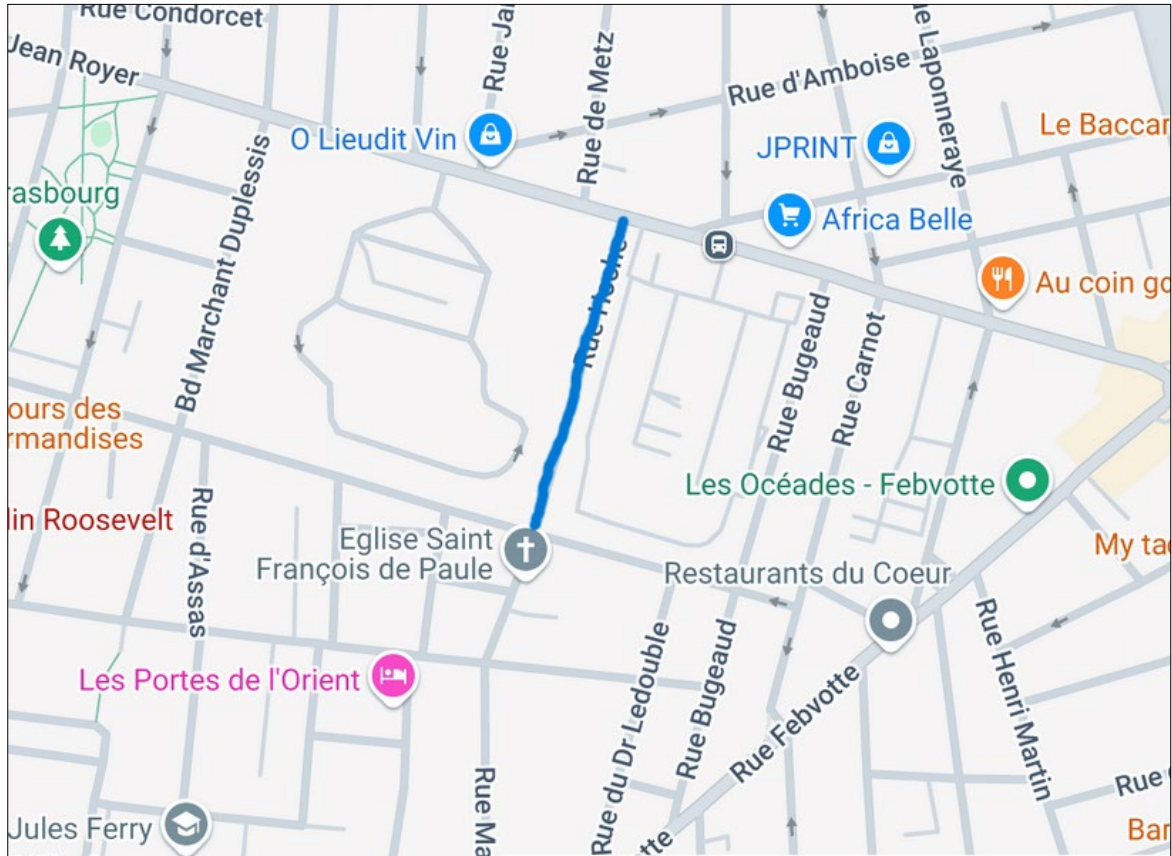 Rue Condorcet
Jean Royer
Rue de Metz
Rue d'Amboise
Rue Laponneraye
Le Baccar
O Lieudit Vin
JPRINT
rasbourg
Bd Marchant Duplessis
Africa Belle
Au coin go
Rue Hoche
Rue Bugeaud
Rue Carnot
ours des
rmandises
Les Océades - Febvotte
lin Roosevelt
Rue d'Assas
Eglise Saint
François de Paule
My ta
Restaurants du Coeur
Les Portes de l'Orient
Rue du Dr Ledouble
Rue Bugeaud
Rue Febvotte
Rue Henri Martin
Rue Ma
Rue
Jules Ferry
tte
Bar